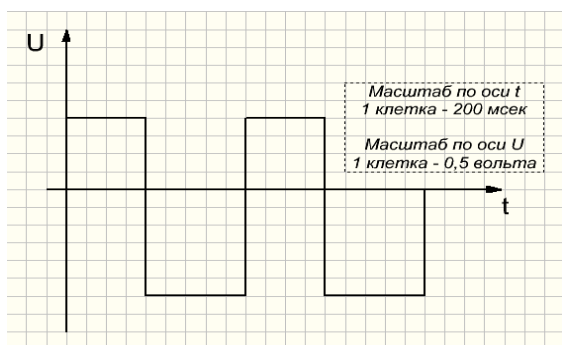 U
Масштаб по оси t
1 клетка - 200 мсек
Масштаб по оси U
1 клетка - 0,5 вольта
t